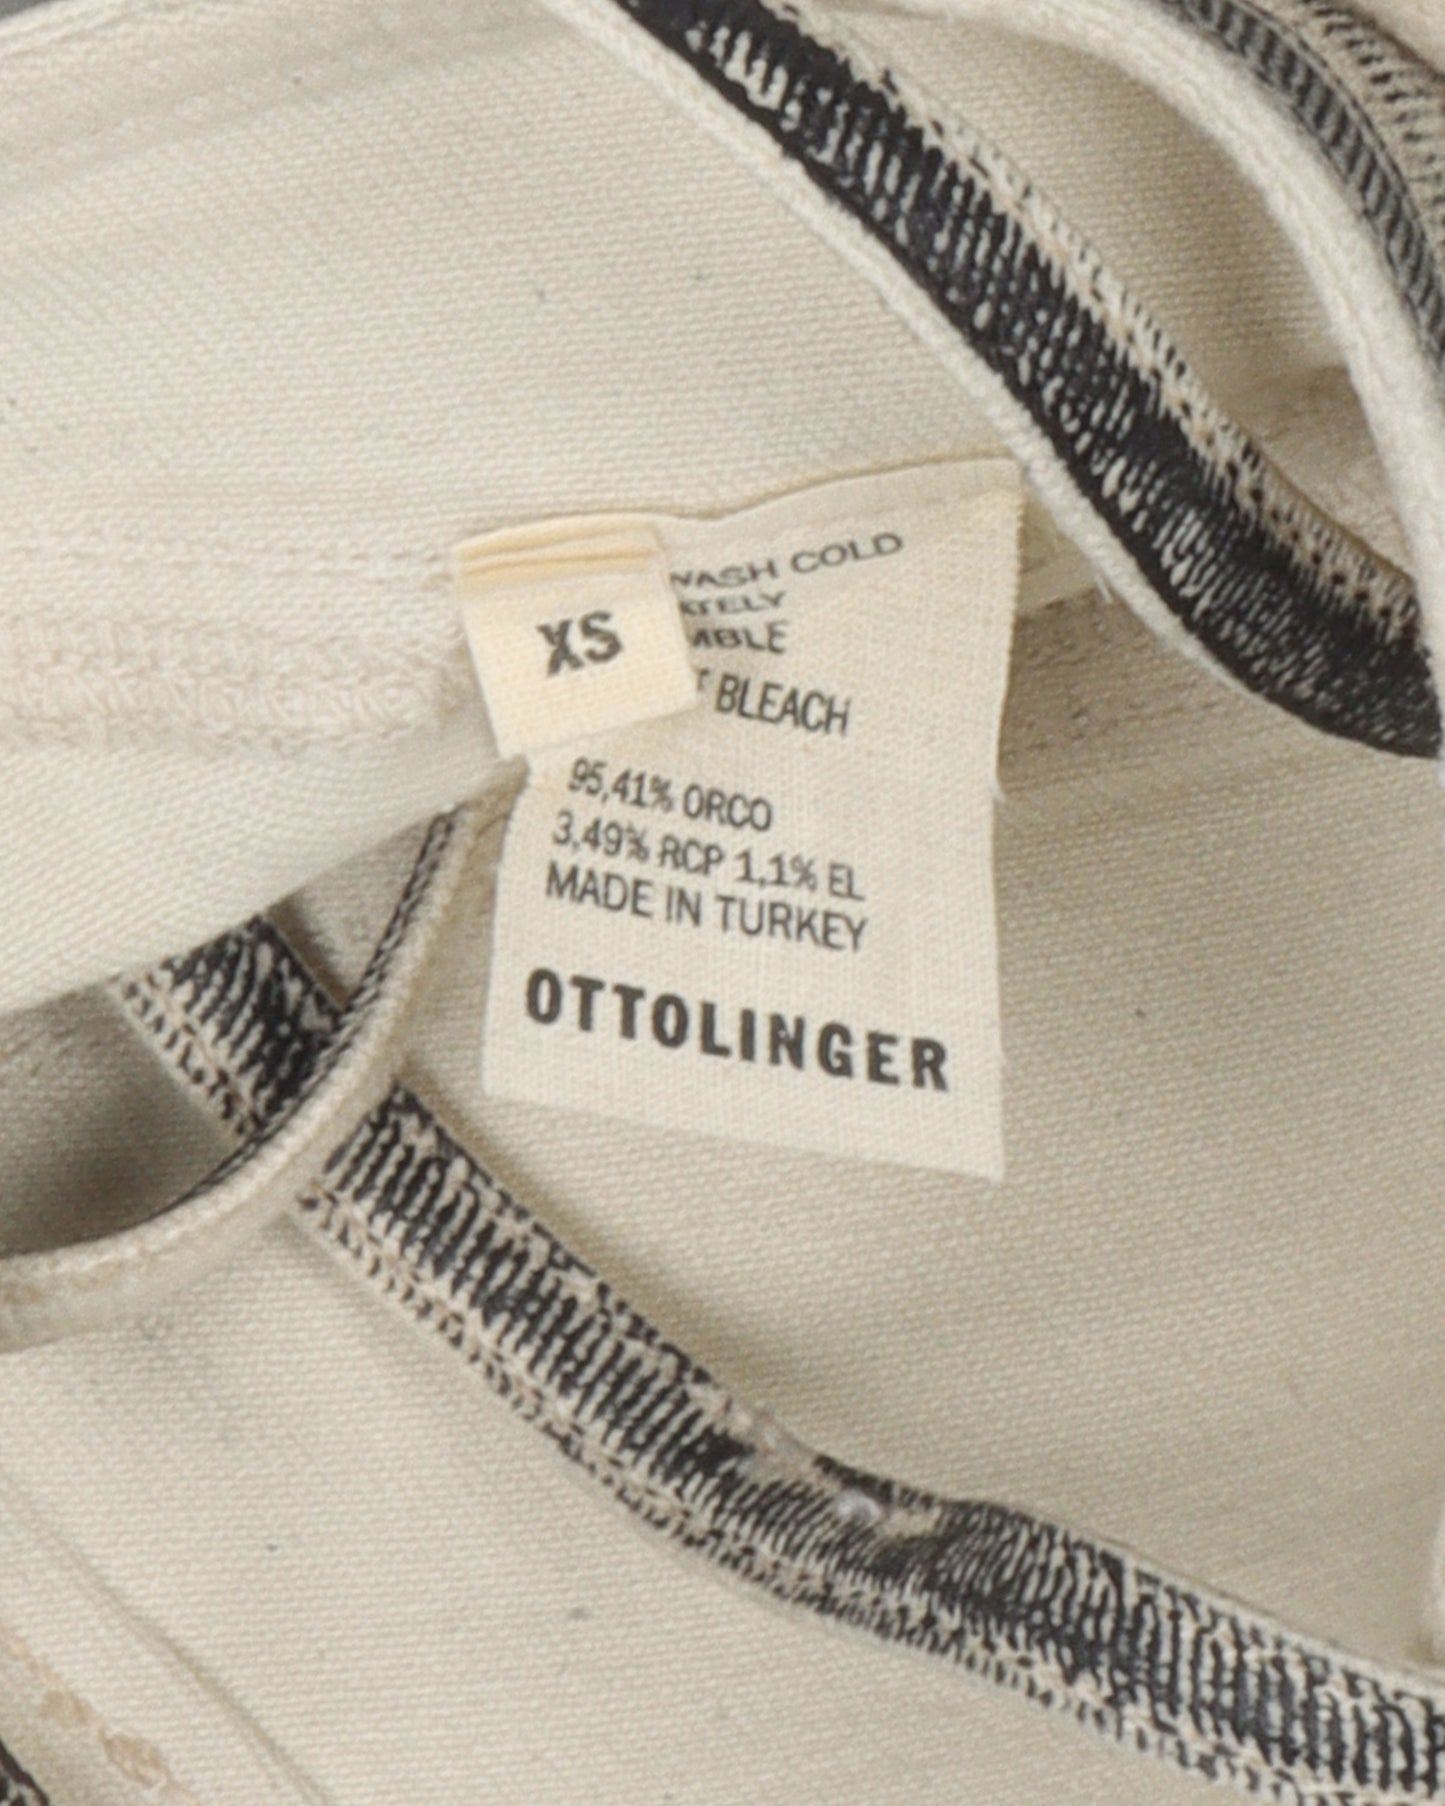 XS
WASH COLD
BLEACH
95,41% ORCO
3,49% RCP 1,1% EL
MADE IN TURKEY
OTTOLINGER